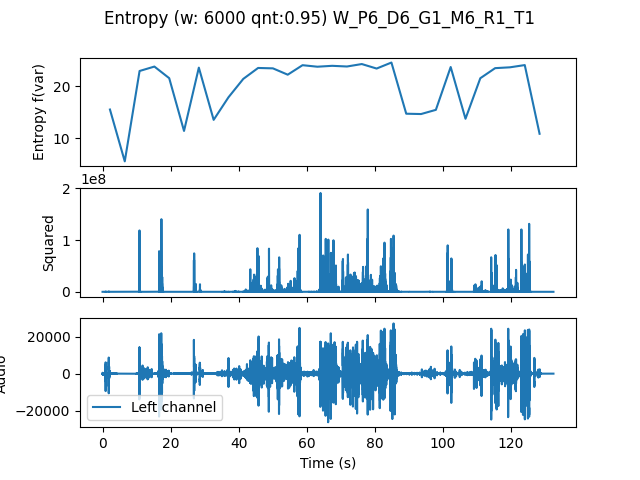 Entropy (w: 6000 qnt:0.95) W_P6_D6_G1_M6_R1_T1
Entropy f(var)
20
10
1e8
Squared
2
1
0
Audio
20000
0
−20000
Left channel
0 20 40 60 80 100 120
Time (s)